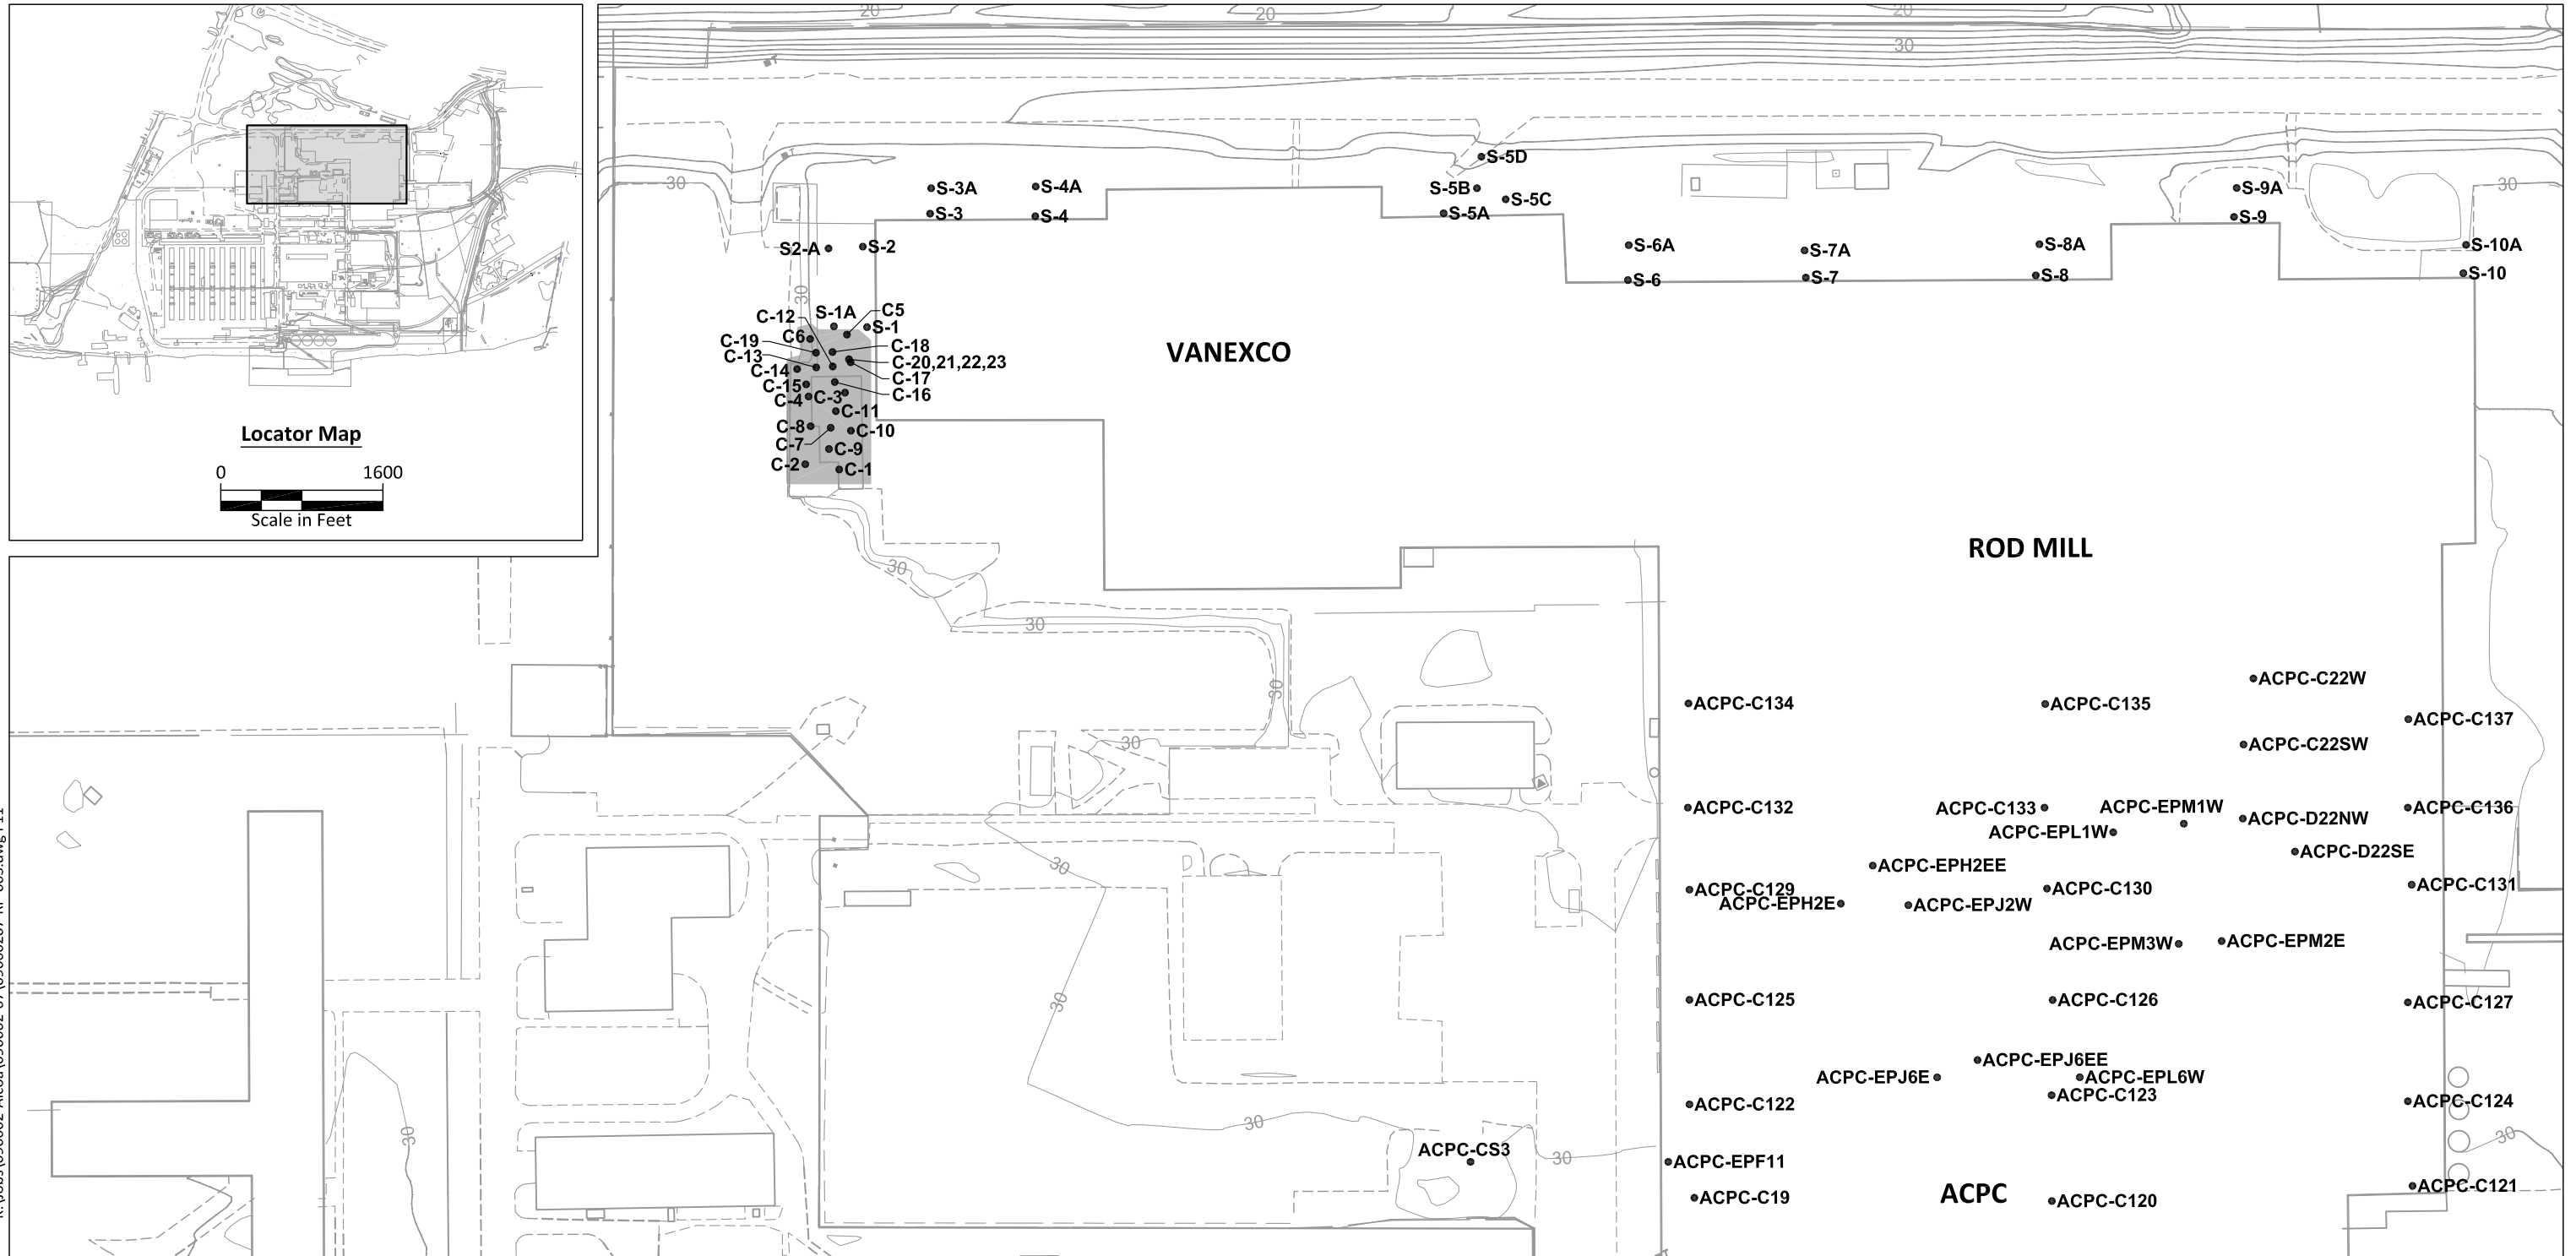 20
20
20
30
30
30
S-5D
S-3A
S-4A
S-5B
S-5C
S-9A
S-3
S-4
S-5A
S-9
S2-A
S-2
S-6A
S-7A
S-8A
S-10A
S-6
S-7
S-8
S-10
30
C-12
S-1A
C5
S-1
C6
C-19
C-18
C-13
C-20,21,22,23
C-14
C-17
C-15
C-16
C-4
C-3
C-11
C-8
C-10
C-7
C-9
C-2
C-1
VANEXCO
Locator Map
0 1600
Scale in Feet
ROD MILL
30
30
30
30
ACPC-C22W
ACPC-C134
ACPC-C135
ACPC-C137
ACPC-C22SW
ACPC-C132
ACPC-C133
ACPC-EPM1W
ACPC-C136
ACPC-D22NW
ACPC-EPL1W
ACPC-D22SE
30
ACPC-EPH2EE
ACPC-C129
ACPC-C130
ACPC-C131
ACPC-EPH2E
ACPC-EPJ2W
ACPC-EPM3W
ACPC-EPM2E
30
ACPC-C125
ACPC-C126
ACPC-C127
ACPC-EPJ6EE
ACPC-EPJ6E
ACPC-EPL6W
ACPC-C123
ACPC-C122
ACPC-C124
30
30
30
30
ACPC-CS3
ACPC-EPF11
ACPC-C19
ACPC
ACPC-C120
ACPC-C121